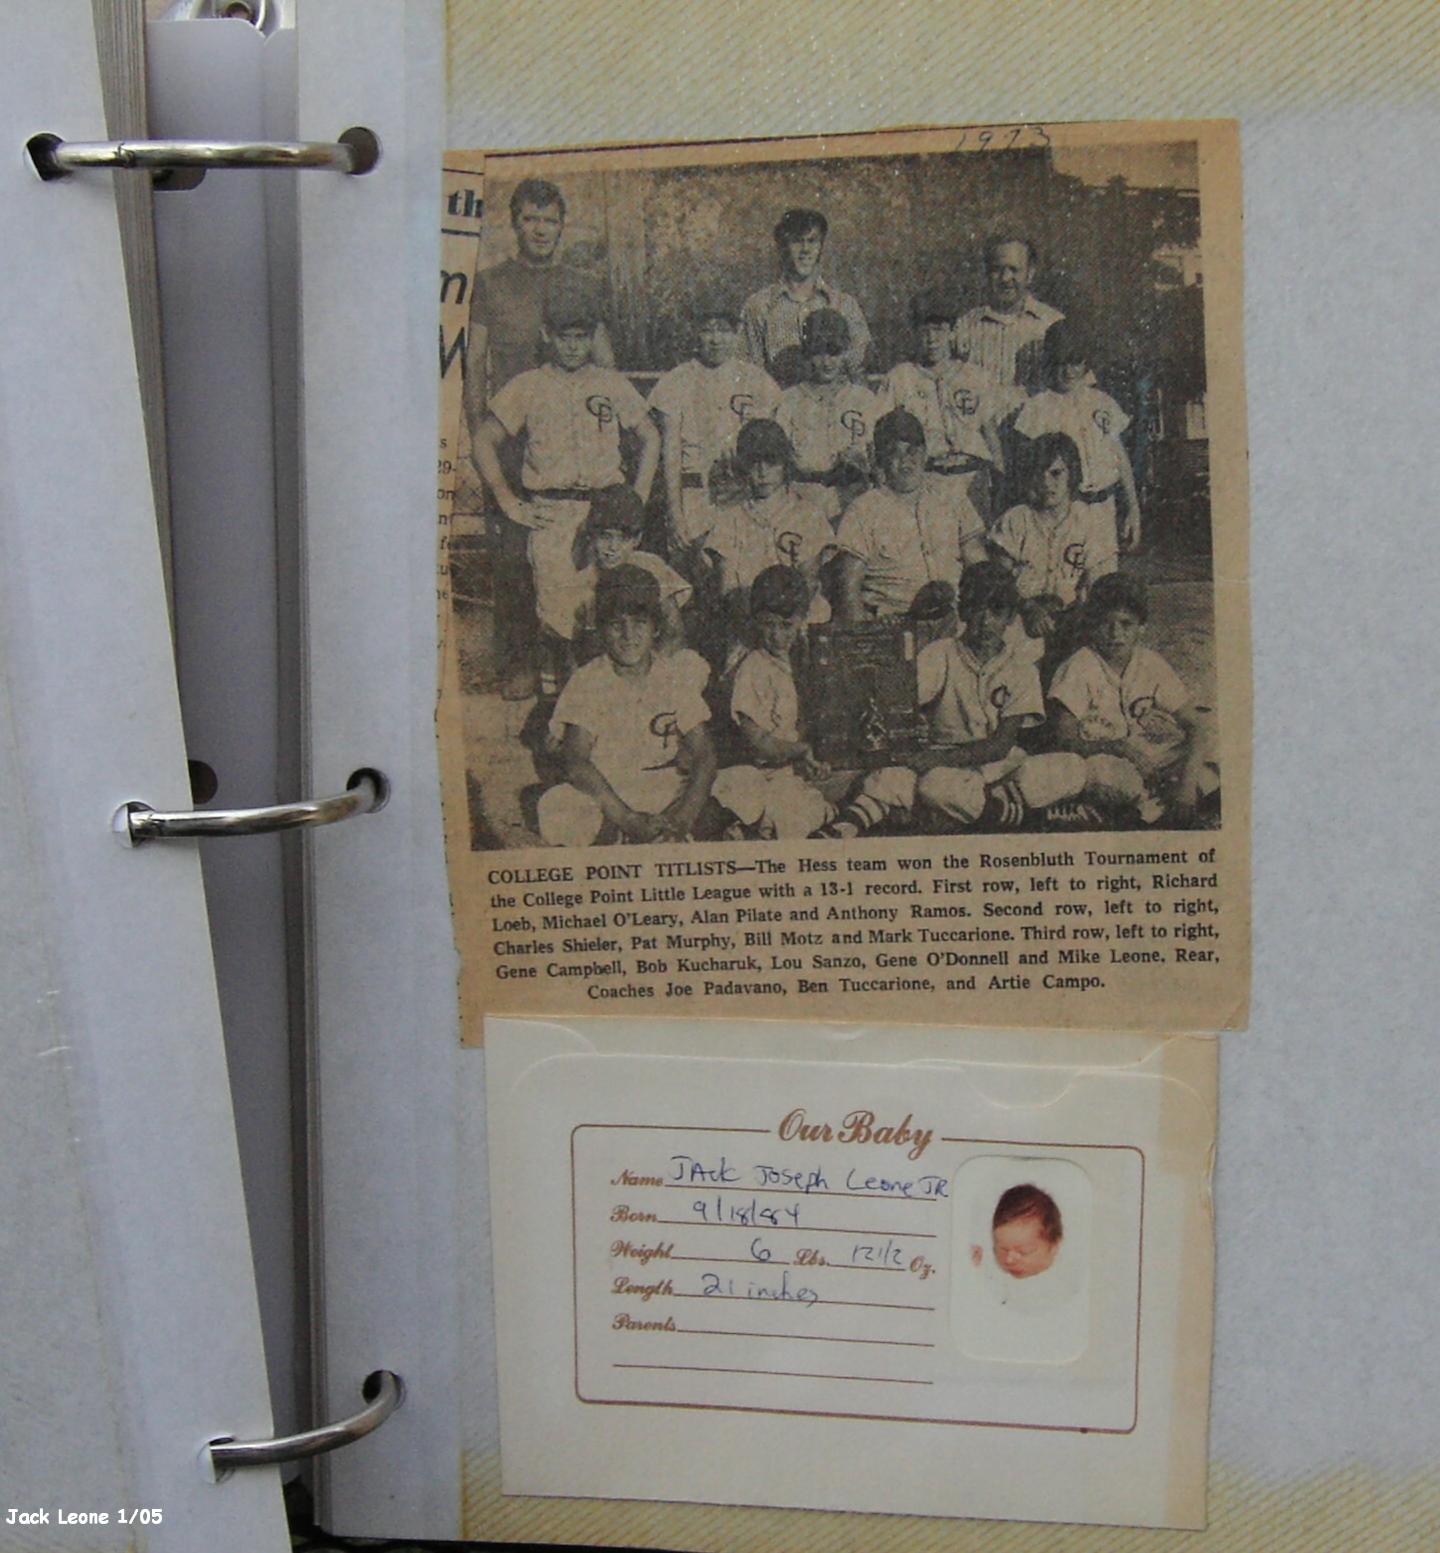 1973
th
COLLEGE POINT TITLISTS—The Hess team won the Rosenbluth Tournament of
the College Point Little League with a 13-1 record. First row, left to right, Richard
Loeb, Michael O'Leary, Alan Pilate and Anthony Ramos. Second row, left to right,
Charles Shieler, Pat Murphy, Bill Motz and Mark Tuccarione. Third row, left to right,
Gene Campbell, Bob Kucharuk, Lou Sanzo, Gene O'Donnell and Mike Leone. Rear,
Coaches Joe Padavano, Ben Tuccarione, and Artie Campo.
Our Baby
Name JAck Joseph Leone JR
Born 9/18/84
Weight 6 Lbs. 12 1/2 Oz.
Length 21 inches
Parents
Jack Leone 1/05